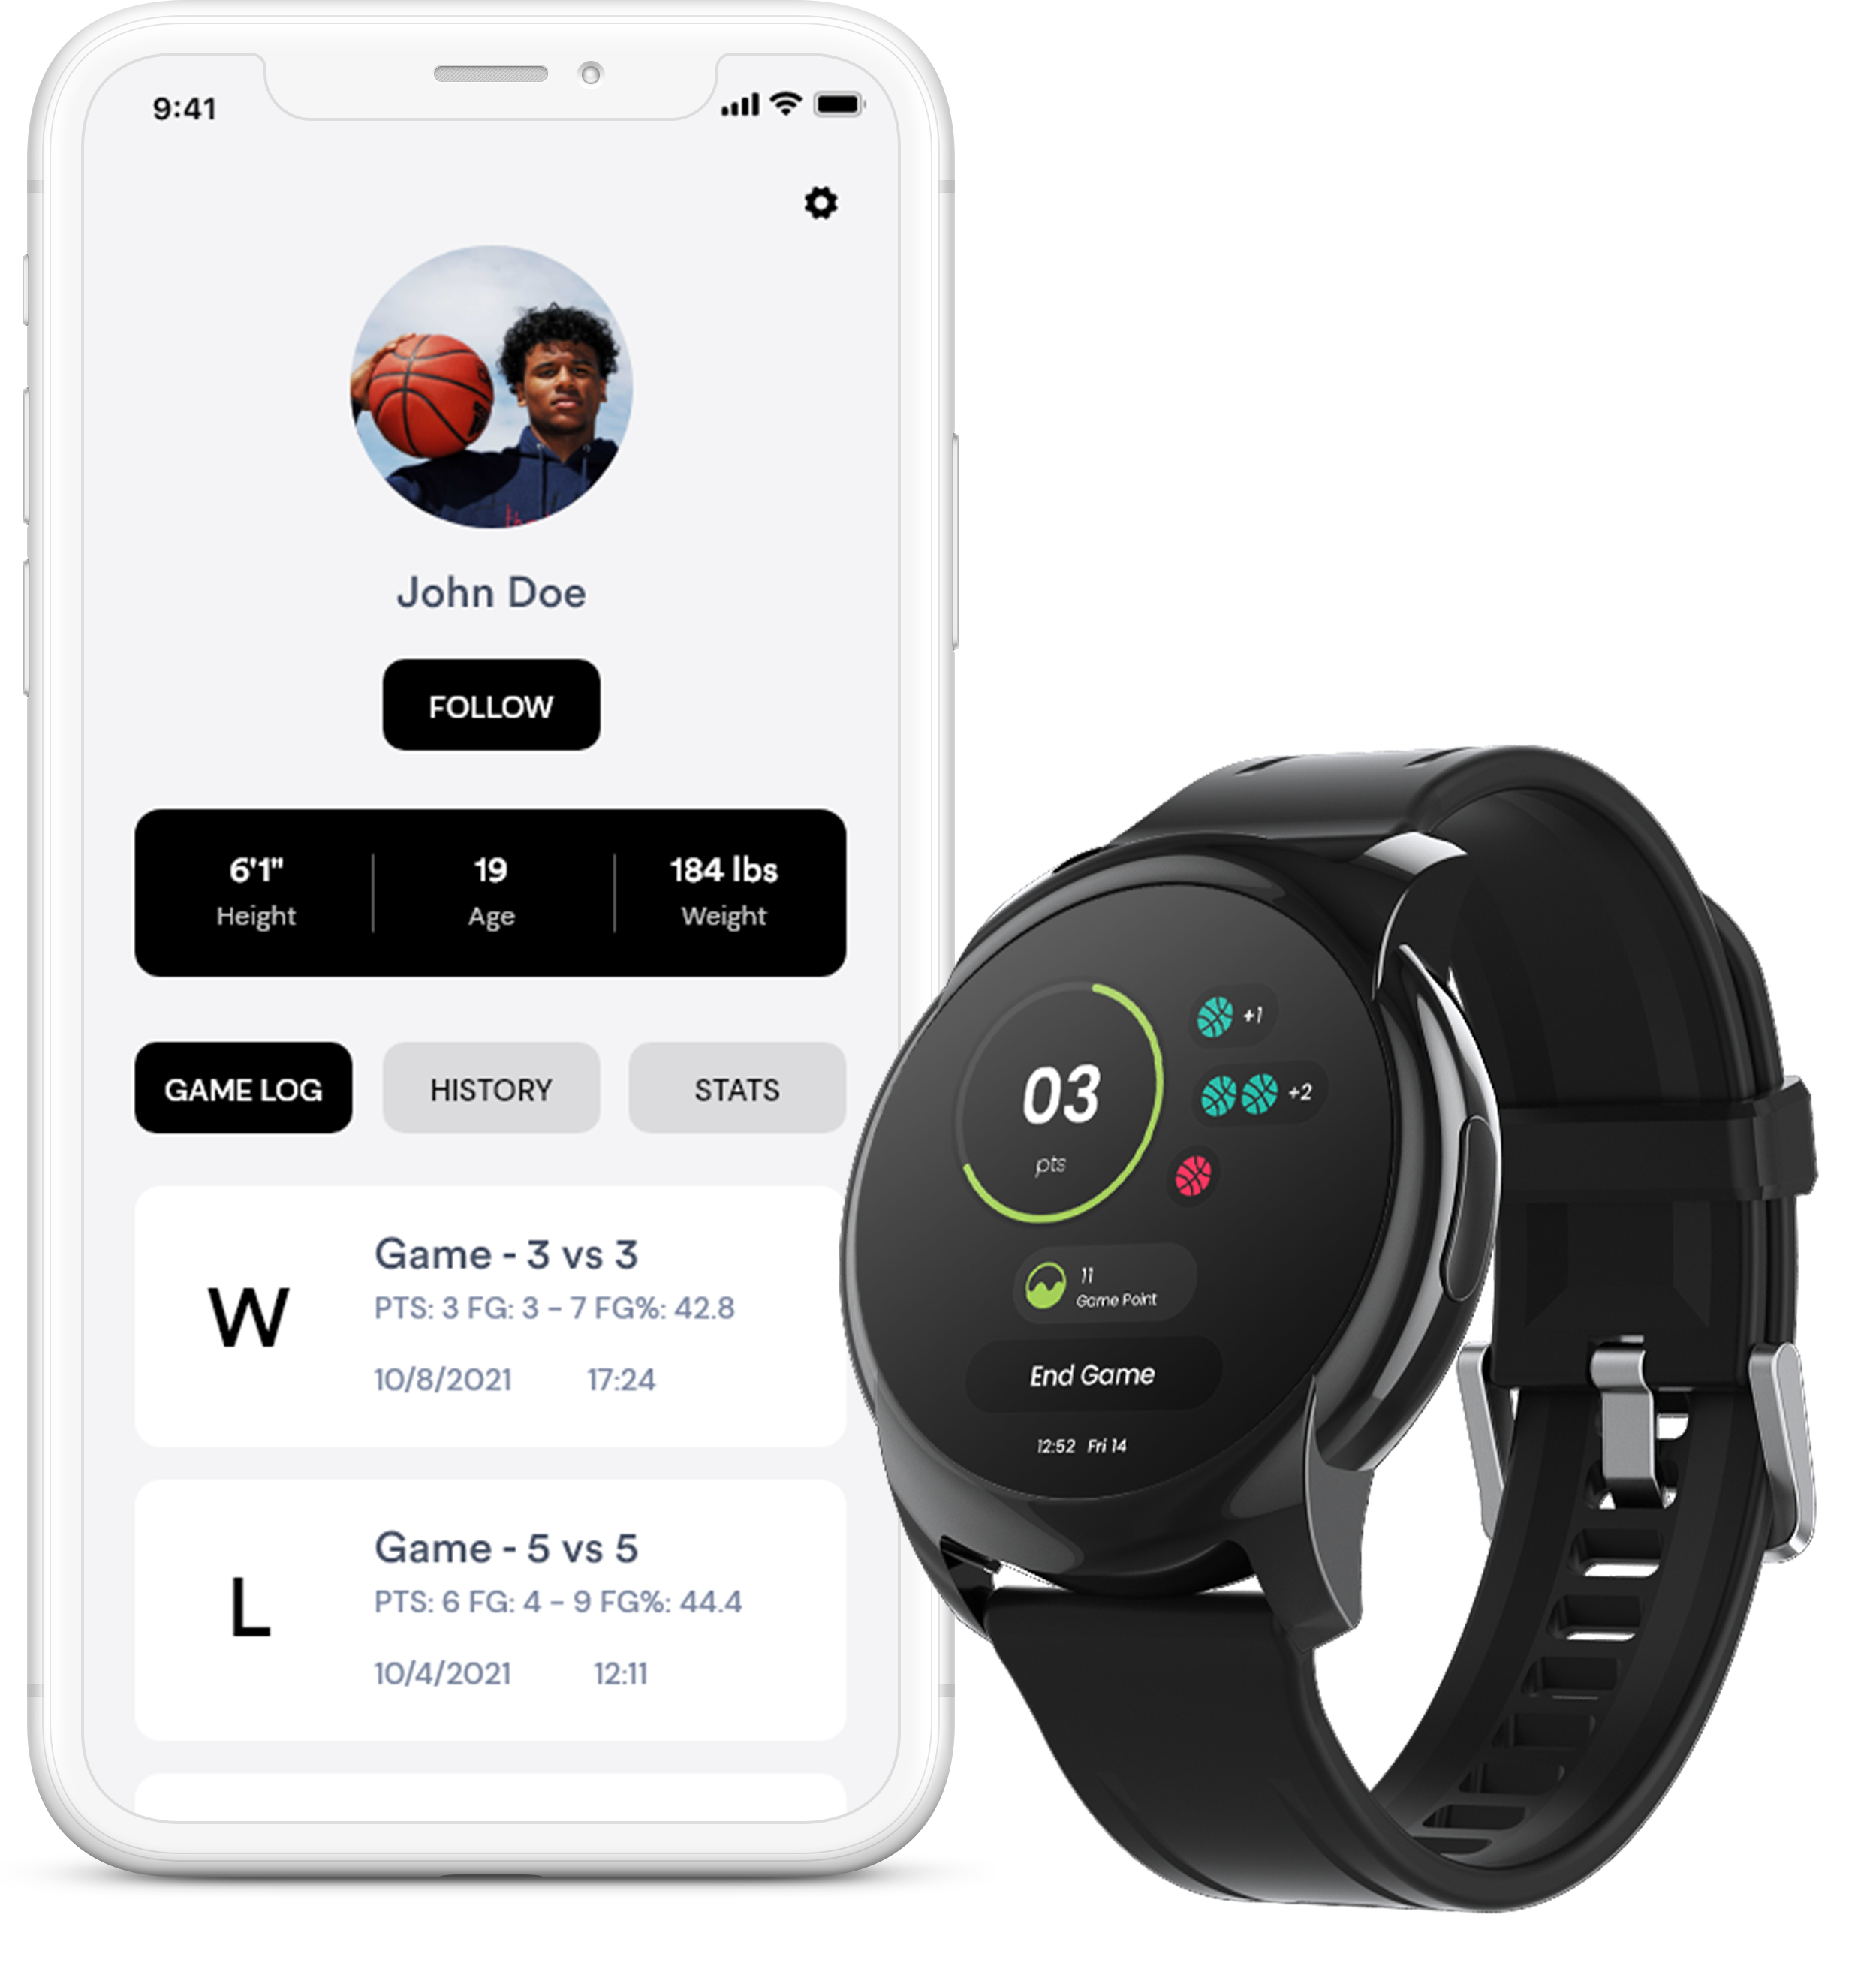 9:41
John Doe
FOLLOW
6'1" 19 184 lbs
Height Age Weight
GAME LOG HISTORY STATS
W
Game - 3 vs 3
PTS: 3 FG: 3 - 7 FG%: 42.8
10/8/2021 17:24
L
Game - 5 vs 5
PTS: 6 FG: 4 - 9 FG%: 44.4
10/4/2021 12:11
03
pts
+1
+2
11
Game Point
End Game
12:52 Fri 14